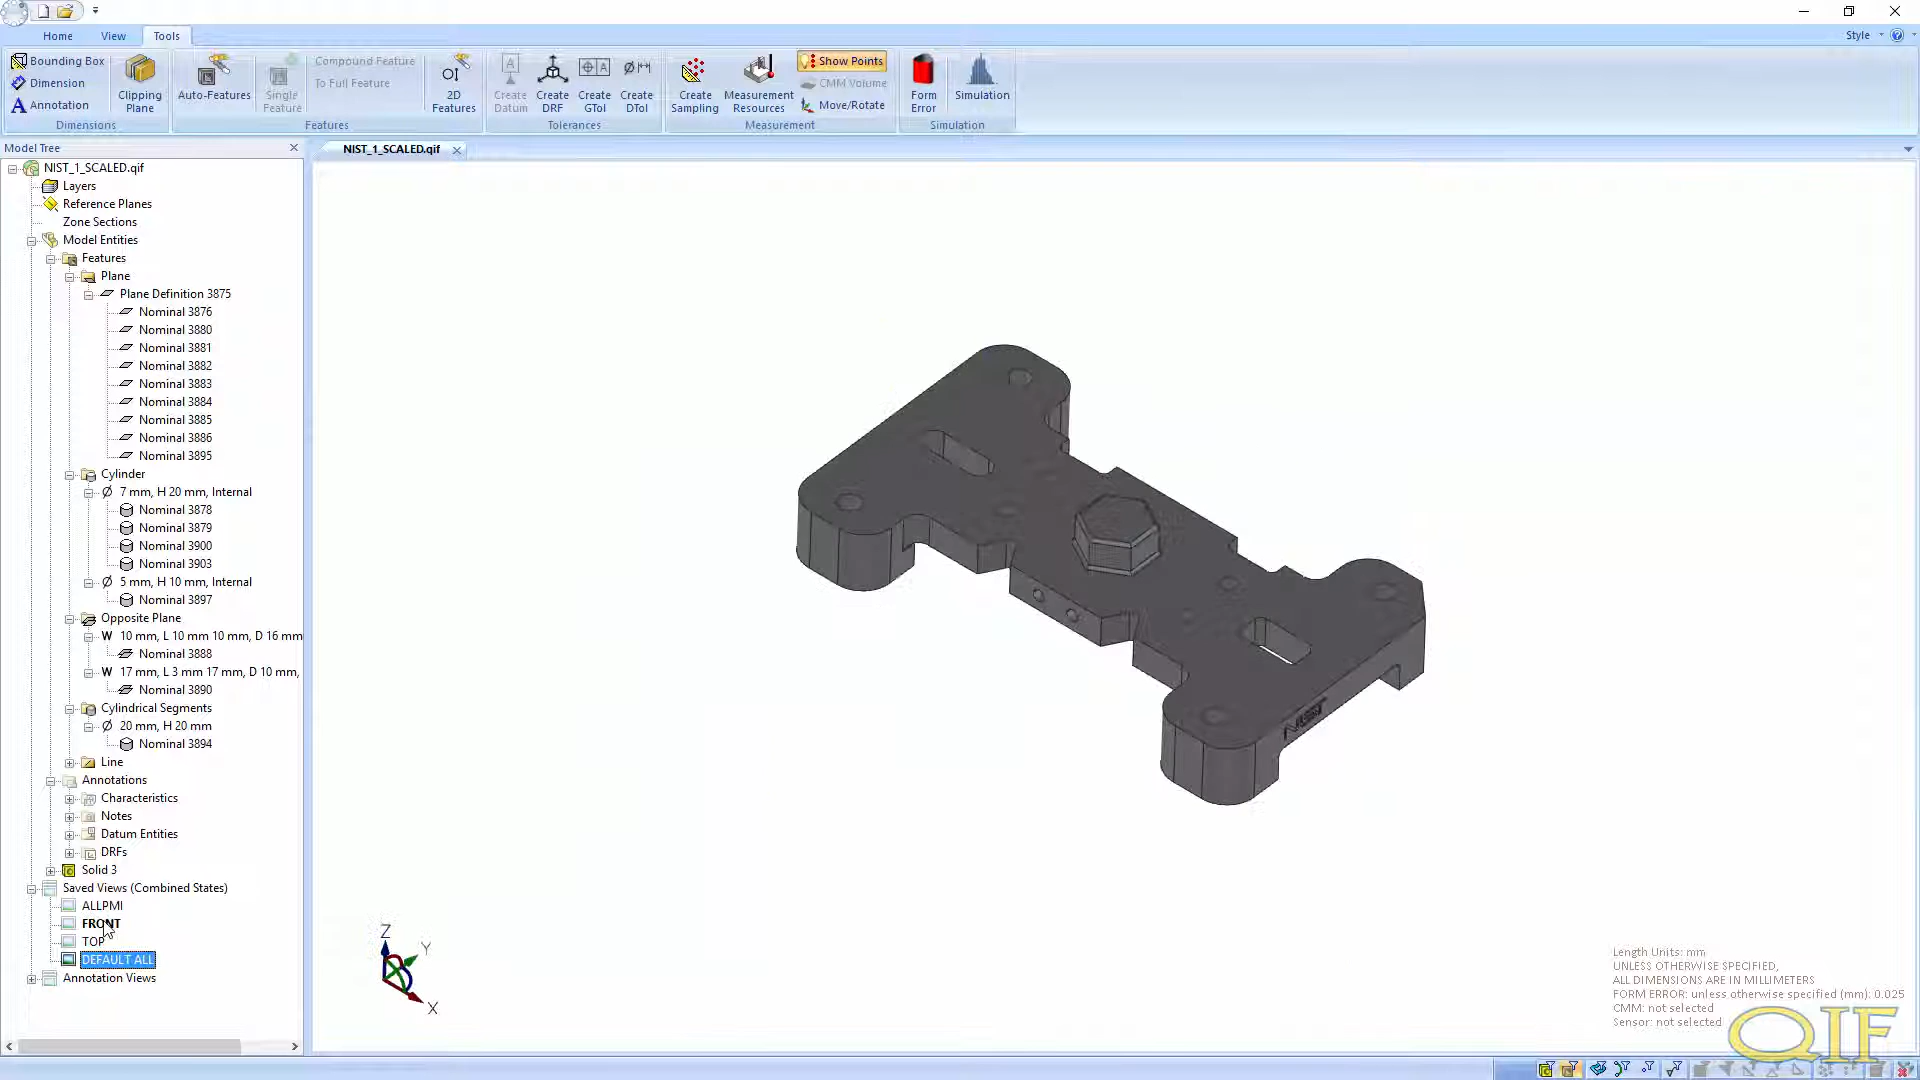 Home View Tools Style
Bounding Box
Dimension
Annotation
Clipping Plane
Dimensions
Auto-Features
Single Feature
Compound Feature
To Full Feature
2D Features
Features
Create Datum
Create DRF
Create GTol
Create DTol
Tolerances
Create Sampling
Measurement Resources
Show Points
CMM Volume
Move/Rotate
Measurement
Form Error
Simulation
Simulation
Model Tree
NIST_1_SCALED.qif
NIST_1_SCALED.qif
Layers
Reference Planes
Zone Sections
Model Entities
Features
Plane
Plane Definition 3875
Nominal 3876
Nominal 3880
Nominal 3881
Nominal 3882
Nominal 3883
Nominal 3884
Nominal 3885
Nominal 3886
Nominal 3895
Cylinder
7 mm, H 20 mm, Internal
Nominal 3878
Nominal 3879
Nominal 3900
Nominal 3903
5 mm, H 10 mm, Internal
Nominal 3897
Opposite Plane
W 10 mm, L 10 mm 10 mm, D 16 mm
Nominal 3888
W 17 mm, L 3 mm 17 mm, D 10 mm,
Nominal 3890
Cylindrical Segments
20 mm, H 20 mm
Nominal 3894
Line
Annotations
Characteristics
Notes
Datum Entities
DRFs
Solid 3
Saved Views (Combined States)
ALLPMI
FRONT
TOP
DEFAULT ALL
Annotation Views
NIST
Z
Y
X
Length Units: mm
UNLESS OTHERWISE SPECIFIED,
ALL DIMENSIONS ARE IN MILLIMETERS
FORM ERROR: unless otherwise specified (mm): 0.025
CMM: not selected
Sensor: not selected
QIF